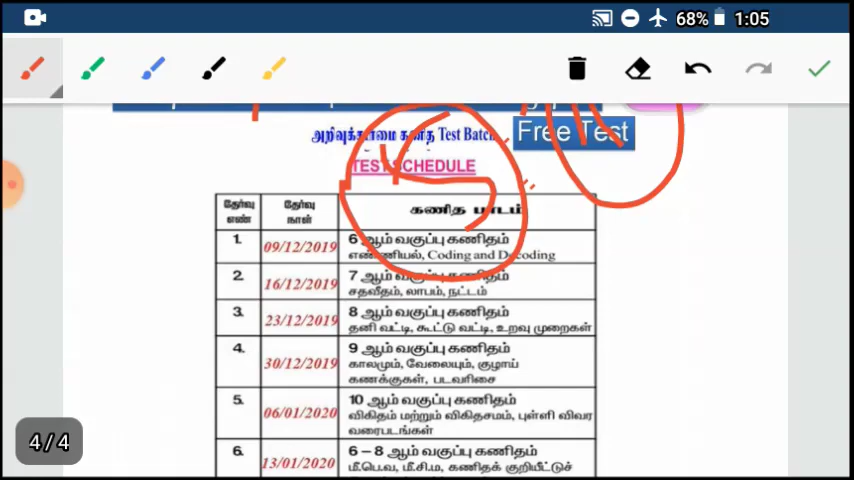 68% 1:05
Test Batch
Free Test
TEST SCHEDULE
தேர்வு எண்
தேர்வு நாள்
கணித பாடம்
1.
09/12/2019
6 ஆம் வகுப்பு கணிதம்
எண்ணியல், Coding and Decoding
2.
16/12/2019
7 ஆம் வகுப்பு கணிதம்
சதவீதம், லாபம், நட்டம்
3.
23/12/2019
8 ஆம் வகுப்பு கணிதம்
தனி வட்டி, கூட்டு வட்டி, உறவு முறைகள்
4.
30/12/2019
9 ஆம் வகுப்பு கணிதம்
காலமும், வேலையும், குழாய்
கணக்குகள், படவரிசை
5.
06/01/2020
10 ஆம் வகுப்பு கணிதம்
விகிதம் மற்றும் விகிதசமம், புள்ளி விவர
வரைபடங்கள்
6.
13/01/2020
6 – 8 ஆம் வகுப்பு கணிதம்
மீ.பெ.வ, மீ.சி.ம, கணிதக் குறியீட்டுச்
4/4